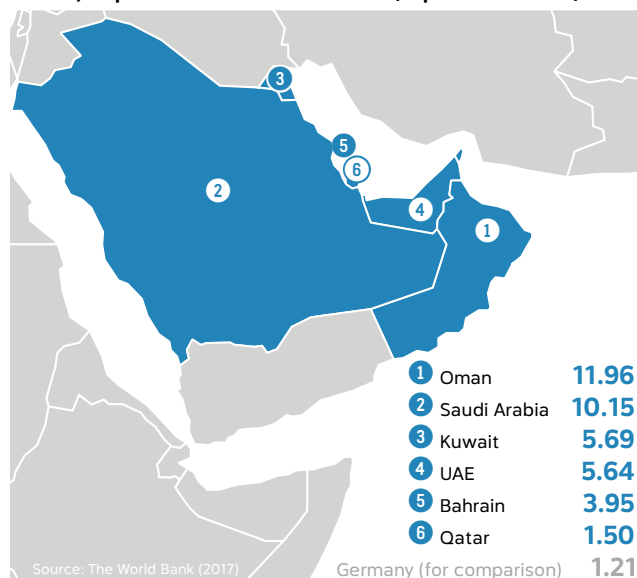 3
5
6
2
4
1
1 Oman 11.96
2 Saudi Arabia 10.15
3 Kuwait 5.69
4 UAE 5.64
5 Bahrain 3.95
6 Qatar 1.50
Source: The World Bank (2017) Germany (for comparison) 1.21